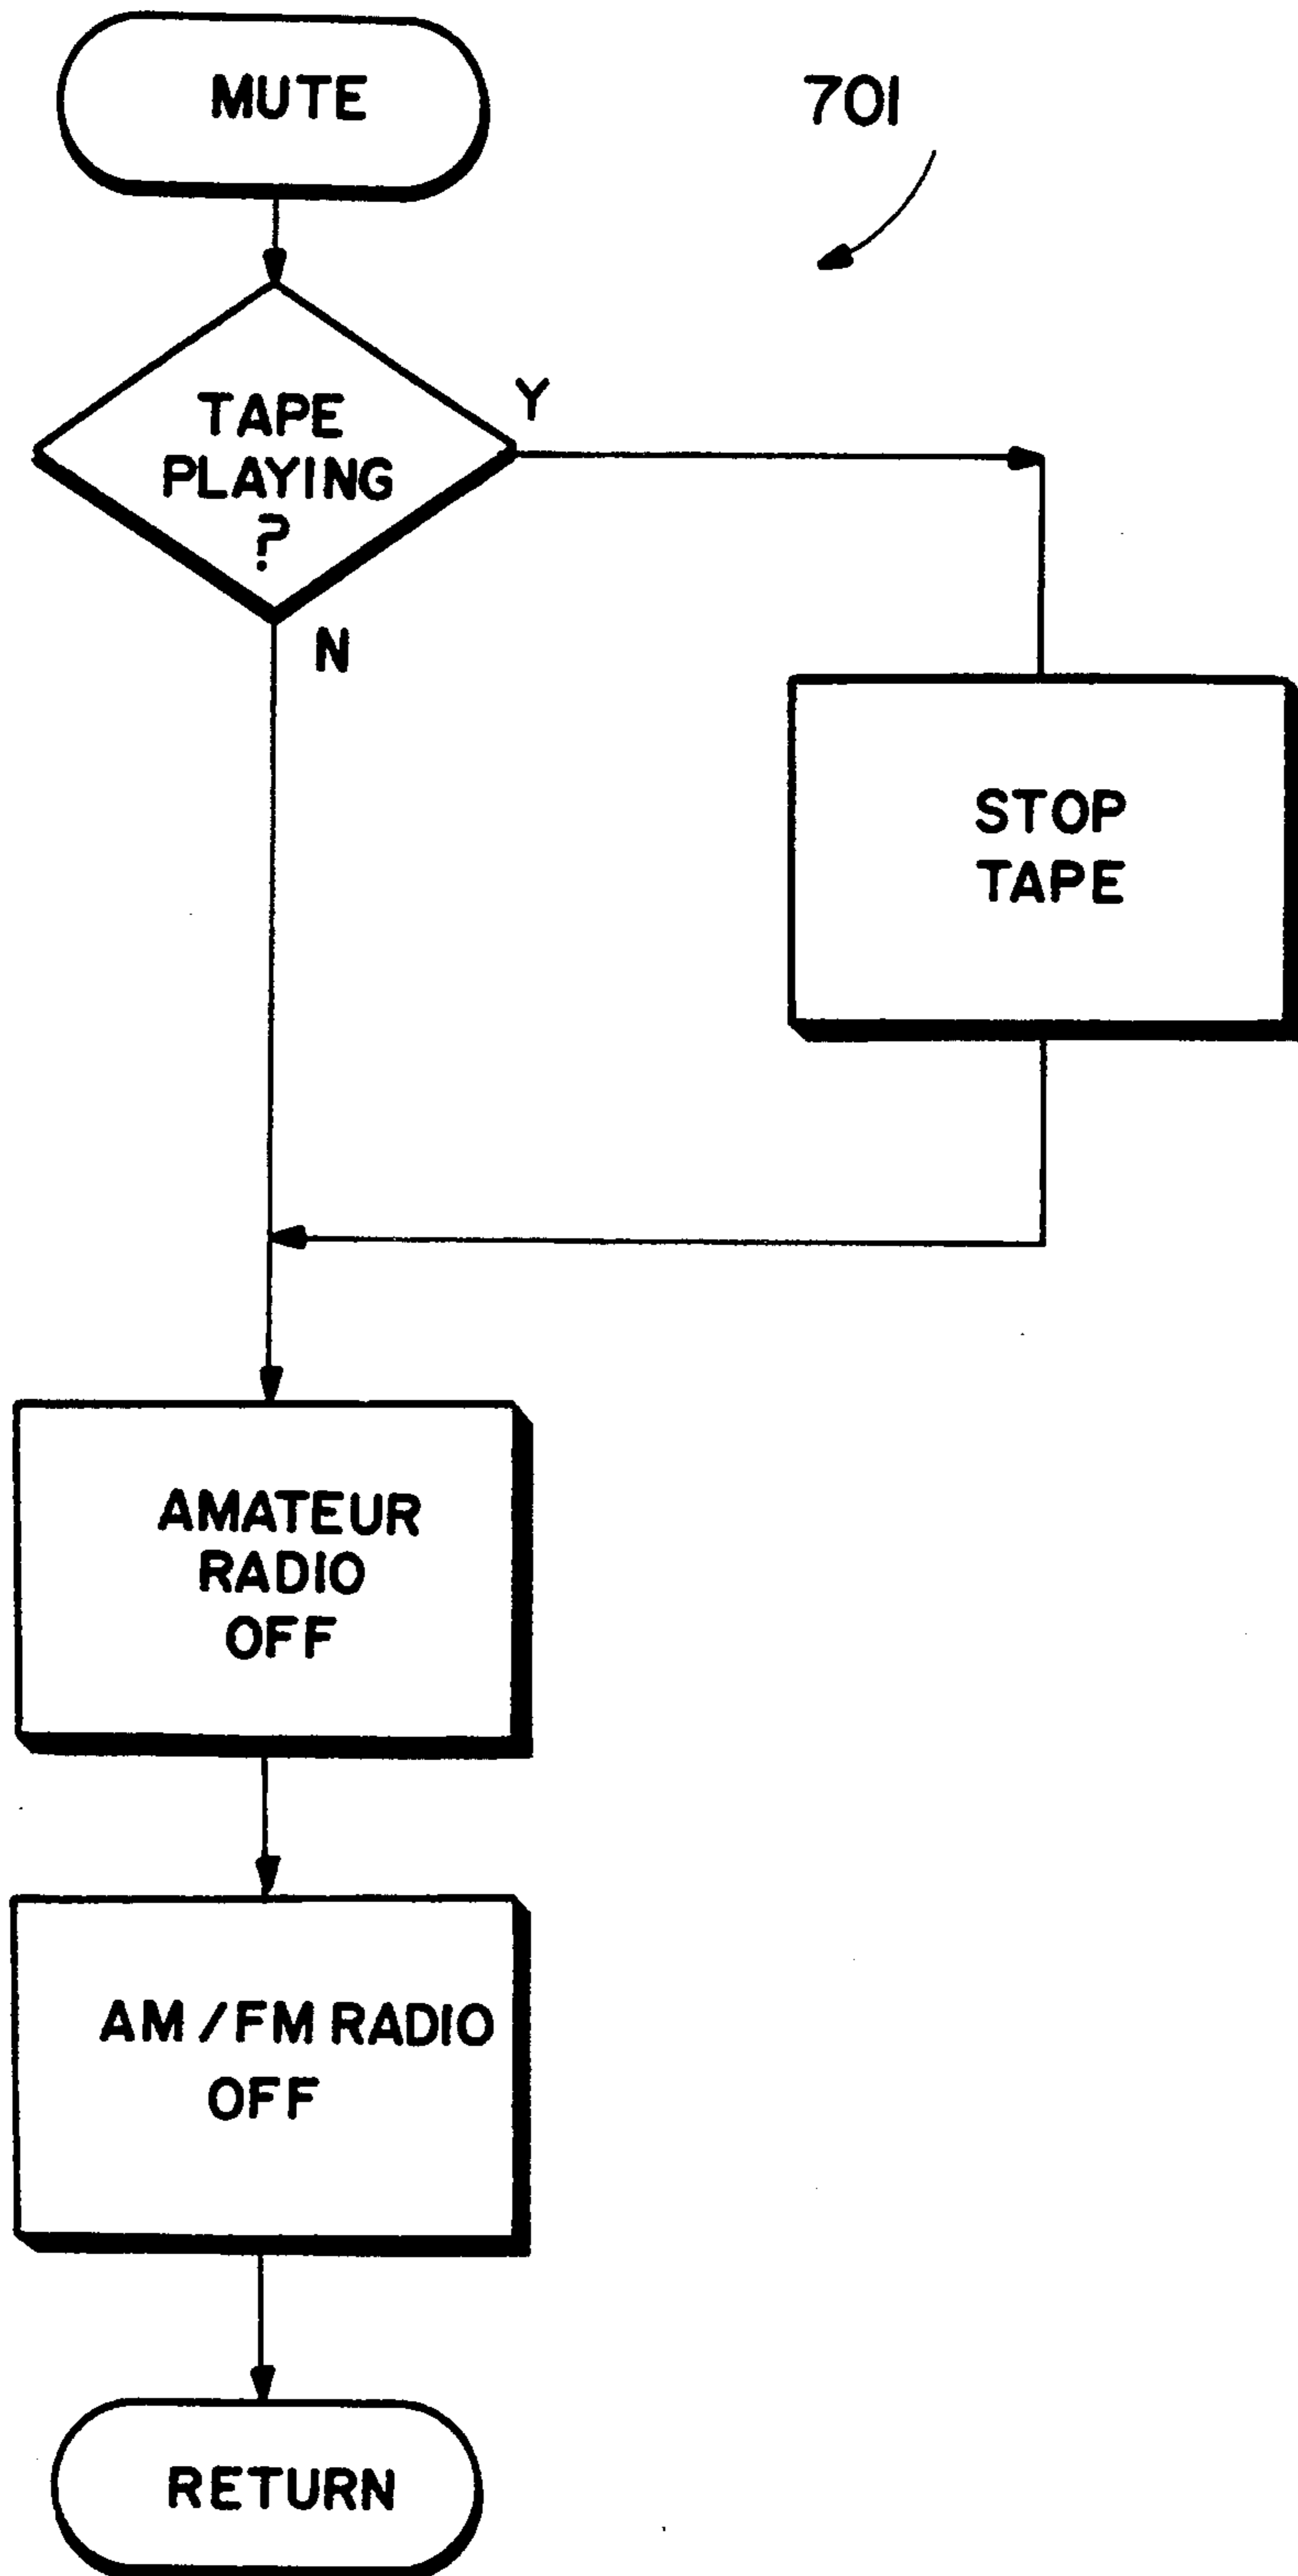 MUTE
701
TAPE
PLAYING
?
Y
N
STOP
TAPE
AMATEUR
RADIO
OFF
AM/FM RADIO
OFF
RETURN